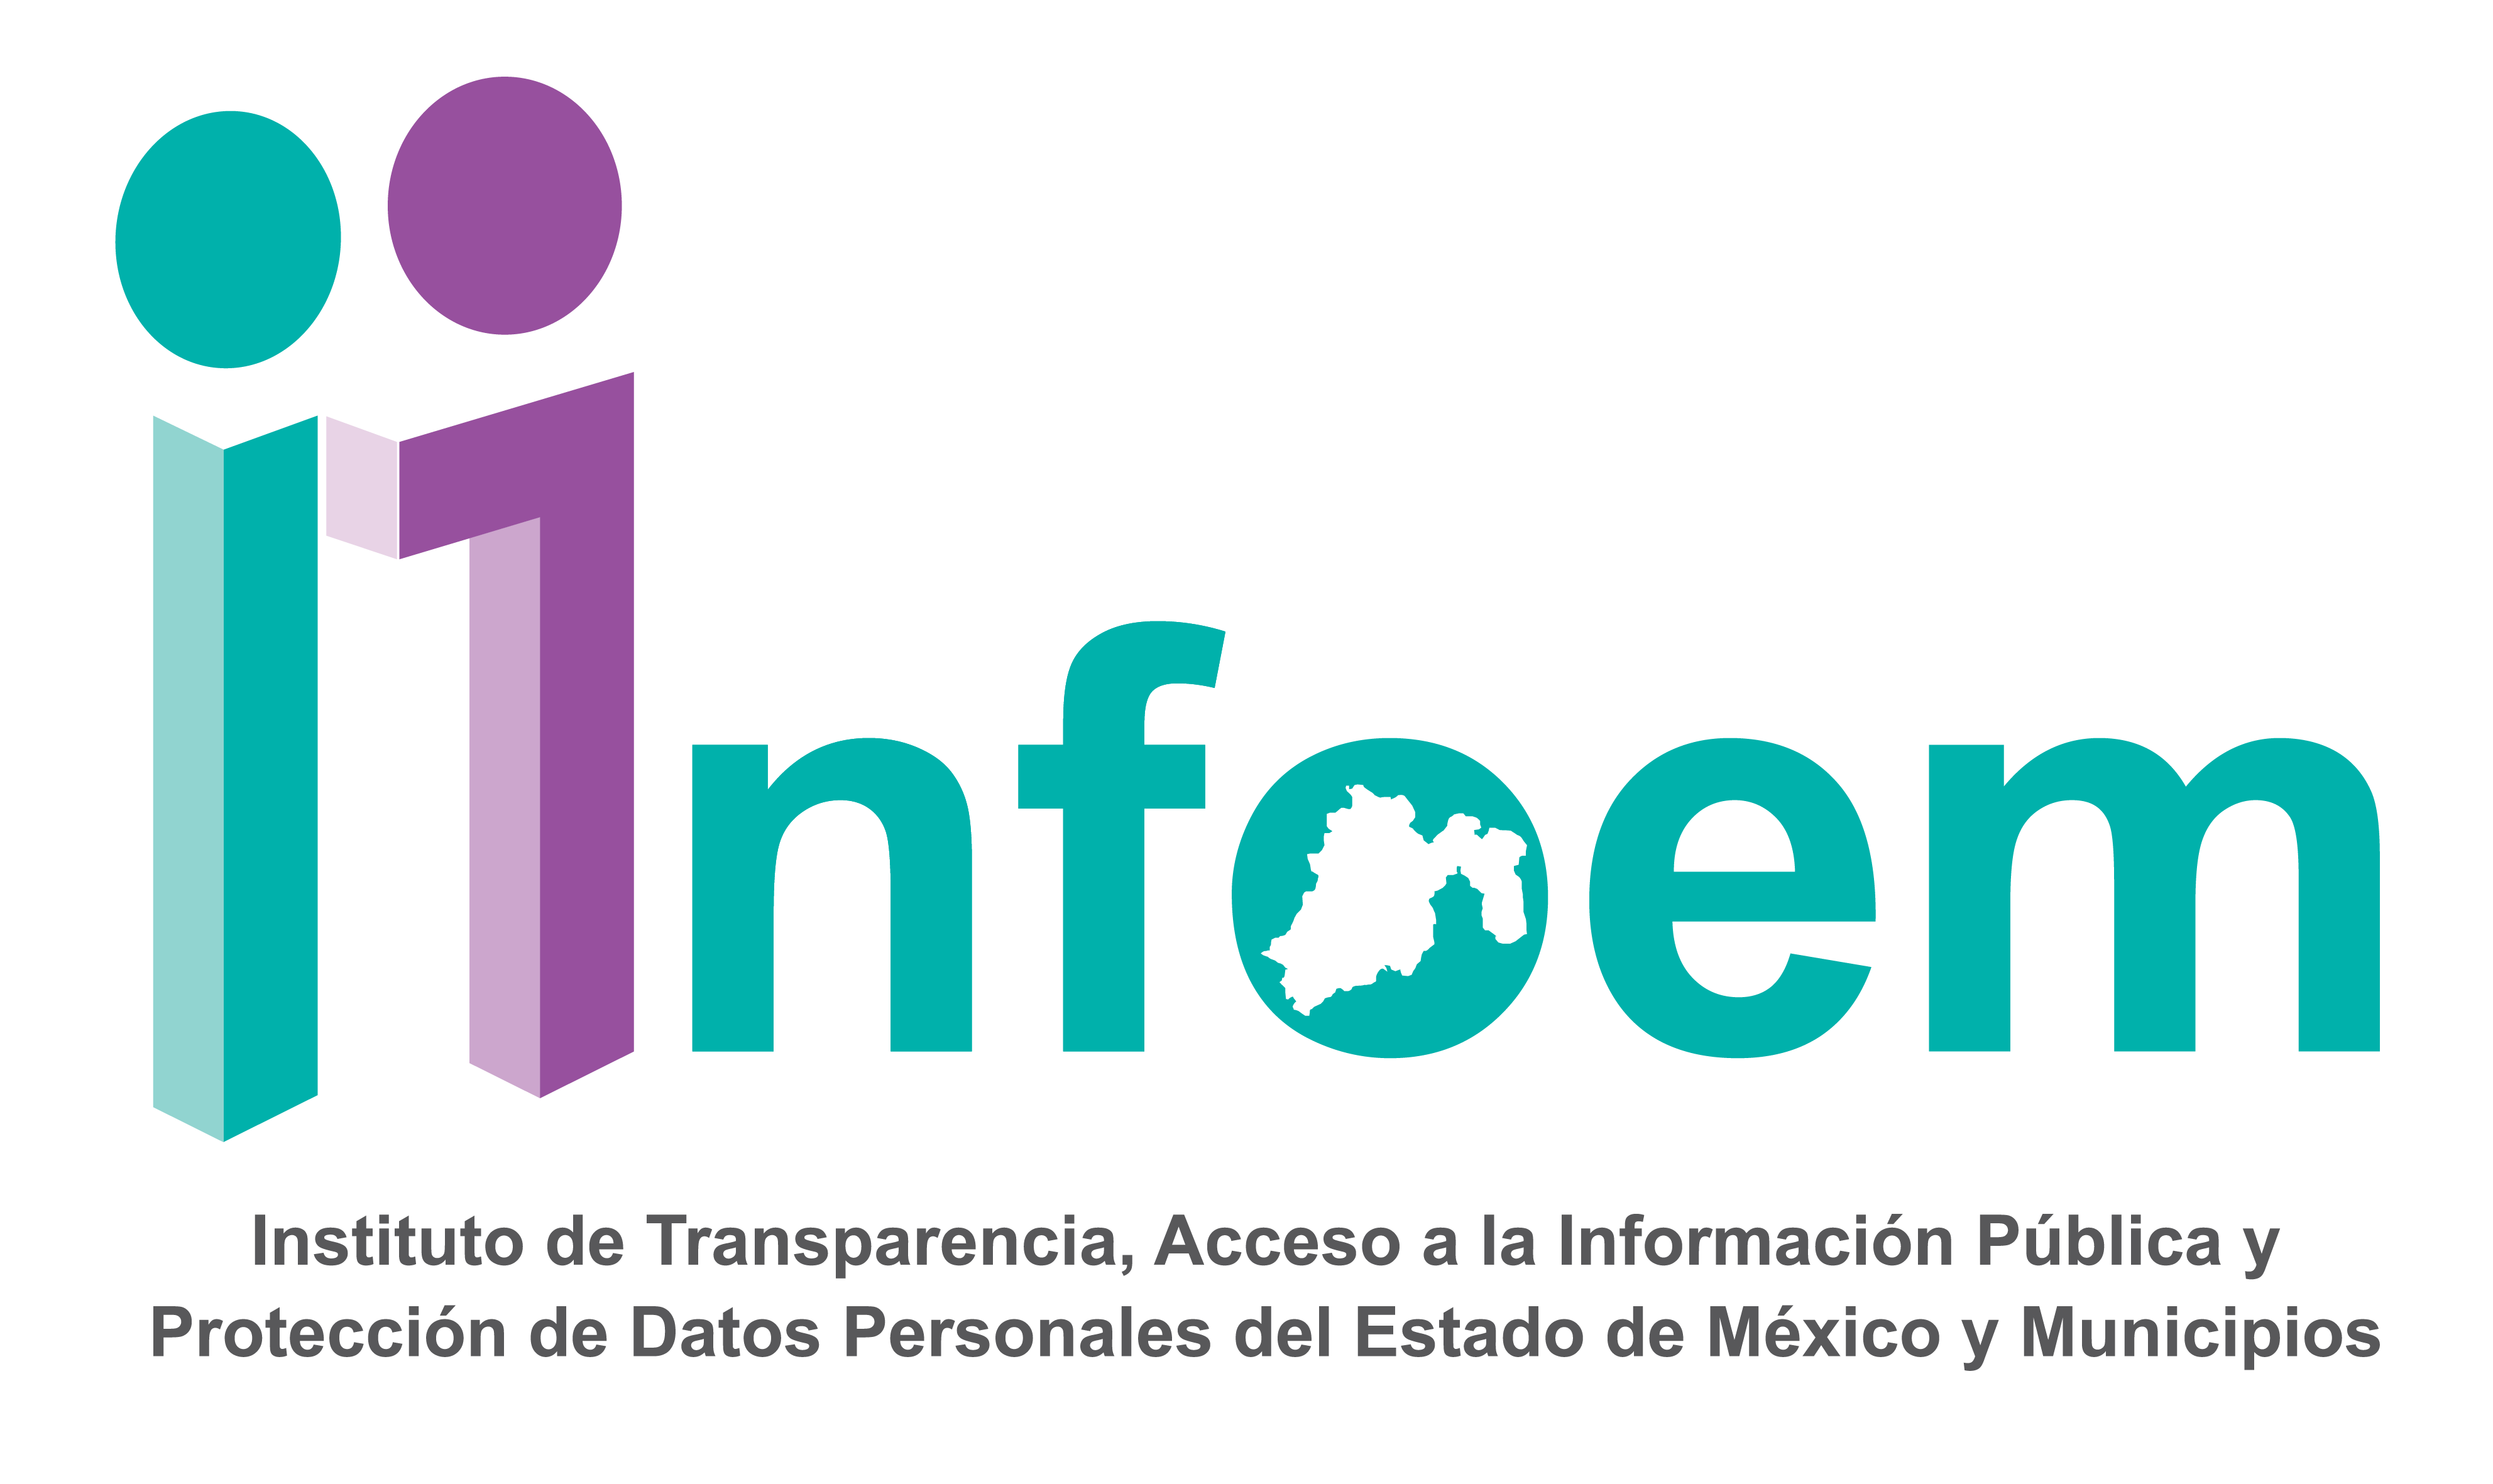 infoem
Instituto de Transparencia, Acceso a la Información Pública y
Protección de Datos Personales del Estado de México y Municipios